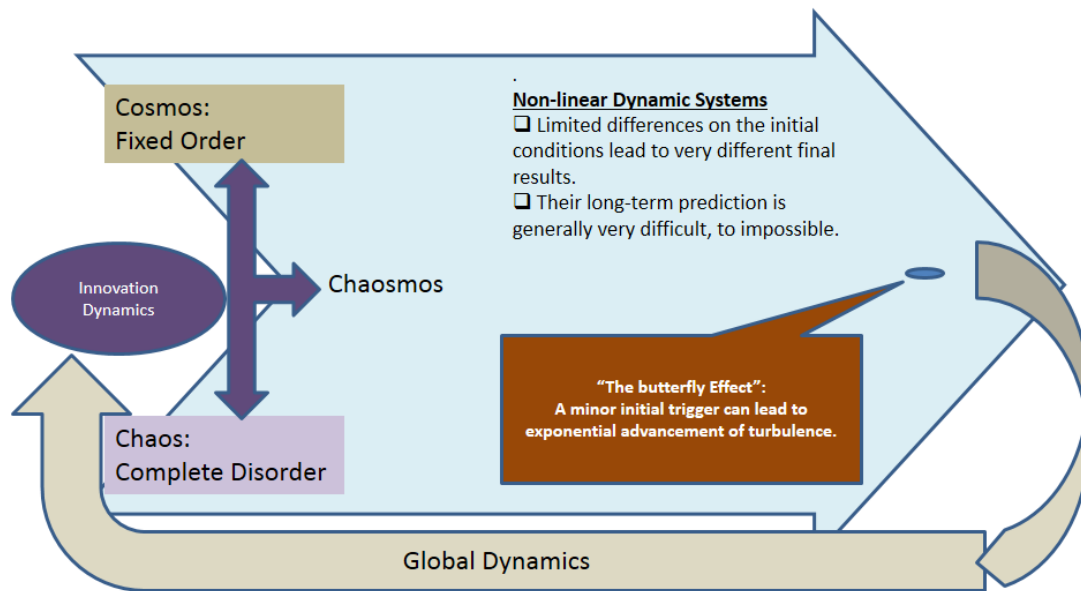 .
Non-linear Dynamic Systems
❑ Limited differences on the initial
conditions lead to very different final
results.
❑ Their long-term prediction is
generally very difficult, to impossible.
Cosmos:
Fixed Order
Innovation
Dynamics
Chaosmos
“The butterfly Effect”:
A minor initial trigger can lead to
exponential advancement of turbulence.
Chaos:
Complete Disorder
Global Dynamics